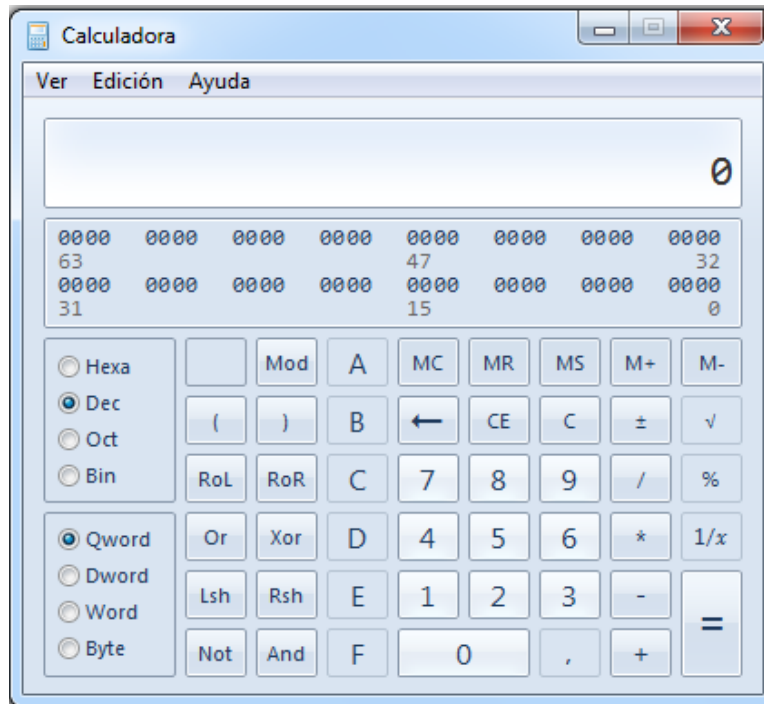 Calculadora
Ver Edición Ayuda
0
0000 0000 0000 0000 0000 0000 0000 0000
63 47 32
0000 0000 0000 0000 0000 0000 0000 0000
31 15 0
Hexa Mod A MC MR MS M+ M-
Dec ( ) B ← CE C ± √
Oct
Bin RoL RoR C 7 8 9 / %
Qword Or Xor D 4 5 6 * 1/x
Dword
Word Lsh Rsh E 1 2 3 - =
Byte Not And F 0 , +